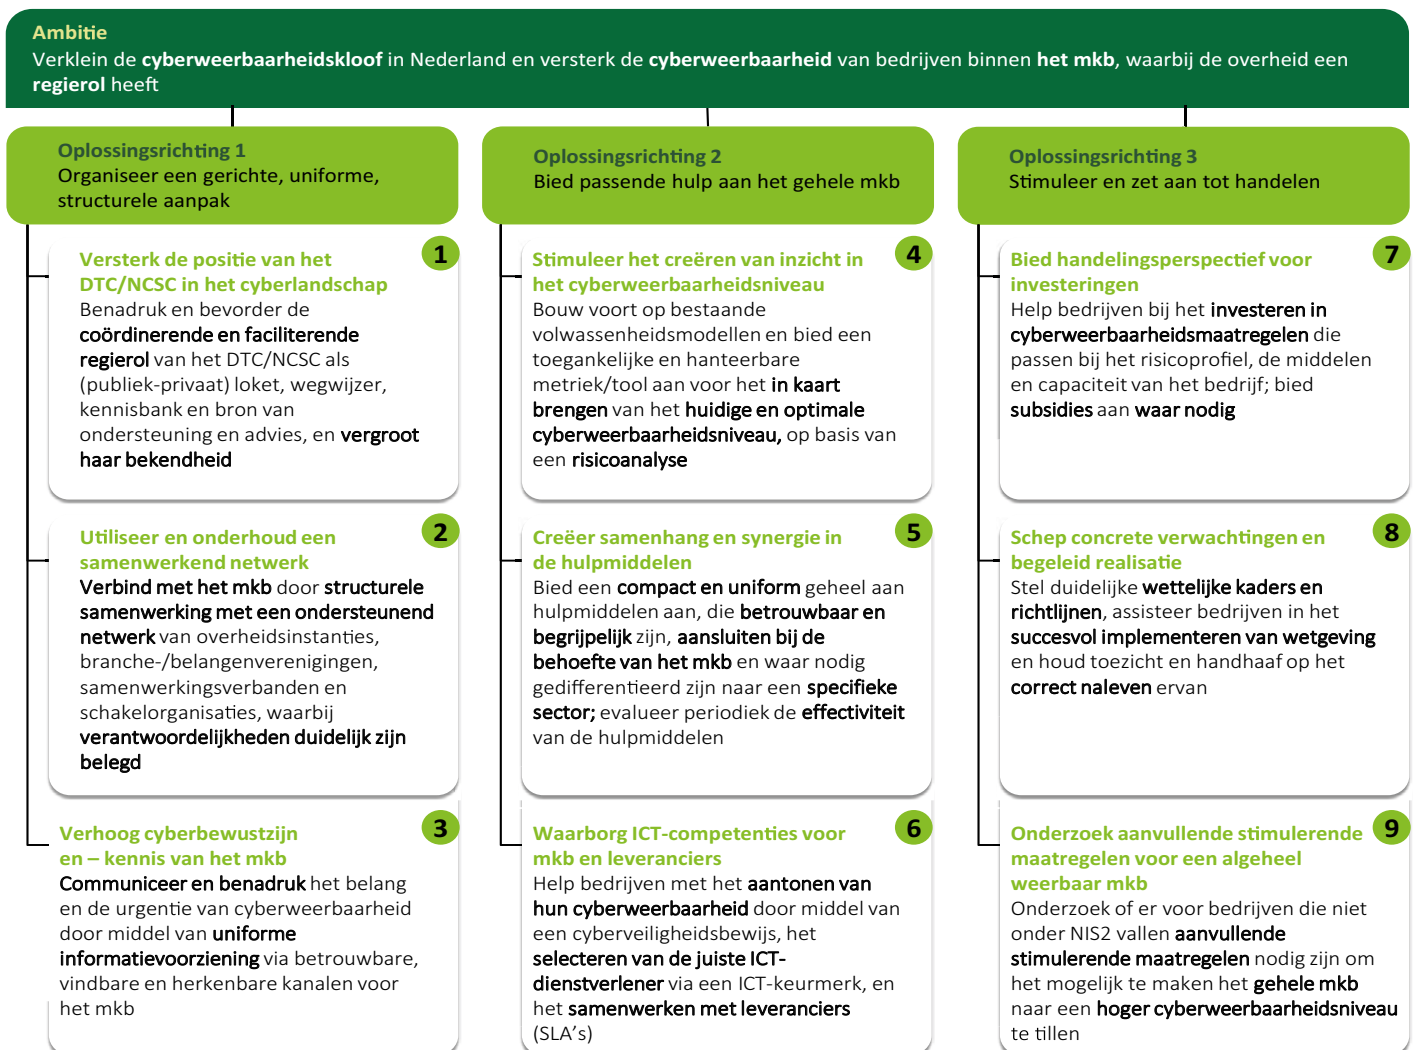 Ambitie
Verklein de cyberweerbaarheidskloof in Nederland en versterk de cyberweerbaarheid van bedrijven binnen het mkb, waarbij de overheid een
regierol heeft
Oplossingsrichting 1
Organiseer een gerichte, uniforme,
structurele aanpak
Versterk de positie van het
DTC/NCSC in het cyberlandschap
1
Benadruk en bevorder de
coördinerende en faciliterende
regierol van het DTC/NCSC als
(publiek-privaat) loket, wegwijzer,
kennisbank en bron van
ondersteuning en advies, en vergroot
haar bekendheid
Utiliseer en onderhoud een
samenwerkend netwerk
2
Verbind met het mkb door structurele
samenwerking met een ondersteunend
netwerk van overheidsinstanties,
branche-/belangenverenigingen,
samenwerkingsverbanden en
schakelorganisaties, waarbij
verantwoordelijkheden duidelijk zijn
belegd
Verhoog cyberbewustzijn
en – kennis van het mkb
3
Communiceer en benadruk het belang
en de urgentie van cyberweerbaarheid
door middel van uniforme
informatievoorziening via betrouwbare,
vindbare en herkenbare kanalen voor
het mkb
Oplossingsrichting 2
Bied passende hulp aan het gehele mkb
Stimuleer het creëren van inzicht in
het cyberweerbaarheidsniveau
4
Bouw voort op bestaande
volwassenheidsmodellen en bied een
toegankelijke en hanteerbare
metriek/tool aan voor het in kaart
brengen van het huidige en optimale
cyberweerbaarheidsniveau, op basis van
een risicoanalyse
Creëer samenhang en synergie in
de hulpmiddelen
5
Bied een compact en uniform geheel aan
hulpmiddelen aan, die betrouwbaar en
begrijpelijk zijn, aansluiten bij de
behoefte van het mkb en waar nodig
gedifferentieerd zijn naar een specifieke
sector; evalueer periodiek de effectiviteit
van de hulpmiddelen
Waarborg ICT-competenties voor
mkb en leveranciers
6
Help bedrijven met het aantonen van
hun cyberweerbaarheid door middel van
een cyberveiligheidsbewijs, het
selecteren van de juiste ICT-
dienstverlener via een ICT-keurmerk, en
het samenwerken met leveranciers
(SLA's)
Oplossingsrichting 3
Stimuleer en zet aan tot handelen
Bied handelingsperspectief voor
investeringen
7
Help bedrijven bij het investeren in
cyberweerbaarheidsmaatregelen die
passen bij het risicoprofiel, de middelen
en capaciteit van het bedrijf; bied
subsidies aan waar nodig
Schep concrete verwachtingen en
begeleid realisatie
8
Stel duidelijke wettelijke kaders en
richtlijnen, assisteer bedrijven in het
succesvol implementeren van wetgeving
en houd toezicht en handhaaf op het
correct naleven ervan
Onderzoek aanvullende stimulerende
maatregelen voor een algeheel
weerbaar mkb
9
Onderzoek of er voor bedrijven die niet
onder NIS2 vallen aanvullende
stimulerende maatregelen nodig zijn om
het mogelijk te maken het gehele mkb
naar een hoger cyberweerbaarheidsniveau
te tillen